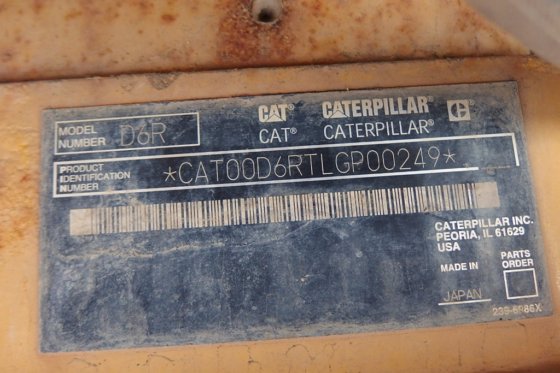 CAT® CATERPILLAR®
CAT® CATERPILLAR®
MODEL NUMBER D6R
PRODUCT IDENTIFICATION NUMBER *CAT00D6RTLGP00249*
CATERPILLAR INC.
PEORIA, IL 61629
USA
MADE IN JAPAN
PARTS ORDER